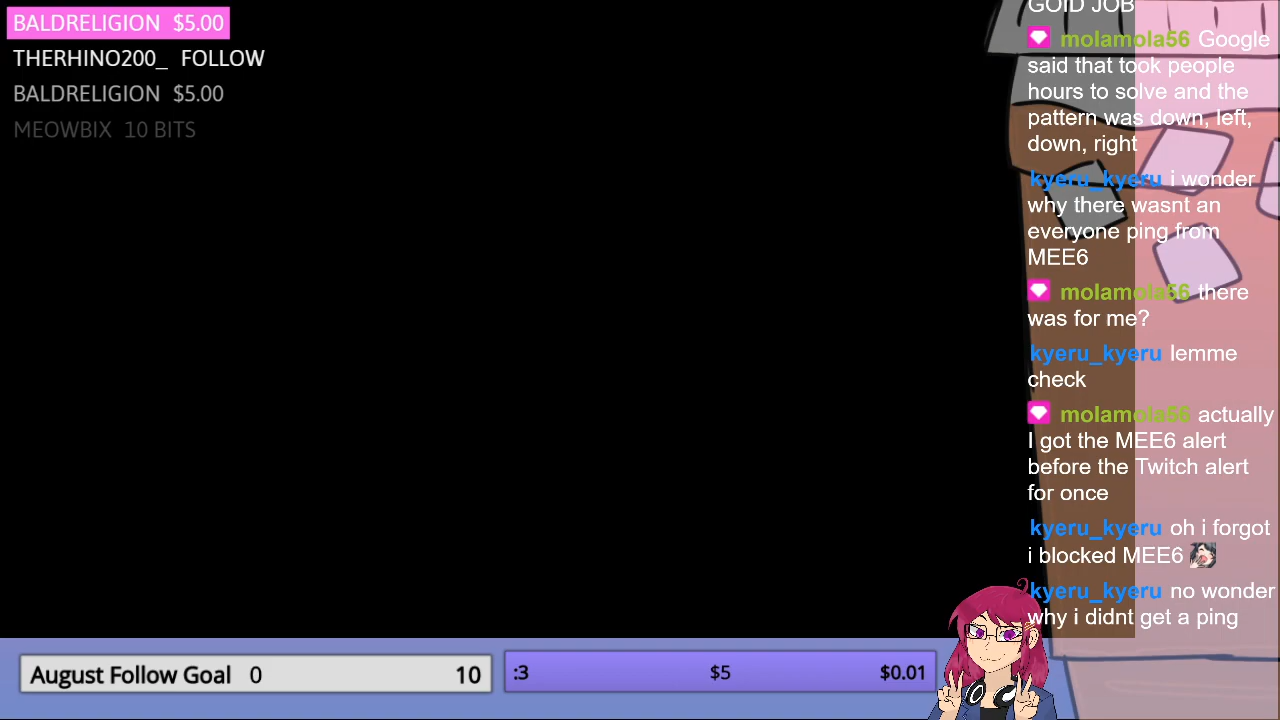 BALDRELIGION $5.00
THERHINO200_ FOLLOW
BALDRELIGION $5.00
MEOWBIX 10 BITS
GOID JOB
molamola56 Google
said that took people
hours to solve and the
pattern was down, left,
down, right
kyeru_kyeru i wonder
why there wasnt an
everyone ping from
MEE6
molamola56 there
was for me?
kyeru_kyeru lemme
check
molamola56 actually
I got the MEE6 alert
before the Twitch alert
for once
kyeru_kyeru oh i forgot
i blocked MEE6
kyeru_kyeru no wonder
why i didnt get a ping
August Follow Goal 0 10
:3 $5 $0.01